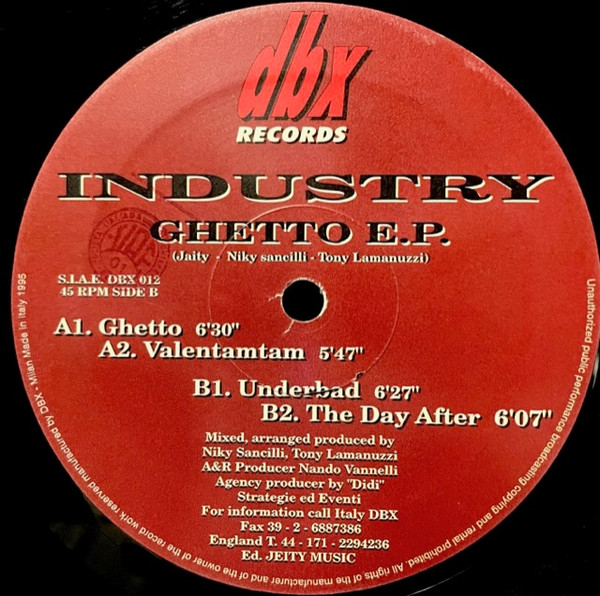 dbx
RECORDS
INDUSTRY
GHETTO E.P.
(Jaity - Niky sancilli - Tony Lamanuzzi)
S.I.A.E. DBX 012
45 RPM SIDE B
A1. Ghetto 6'30"
A2. Valentamtam 5'47"
B1. Underbad 6'27"
B2. The Day After 6'07"
Mixed, arranged produced by
Niky Sancilli, Tony Lamanuzzi
A&R Producer Nando Vannelli
Agency producer by "Didi"
Strategie ed Eventi
For information call Italy DBX
Fax 39 - 2 - 6887386
England T. 44 - 171 - 2294236
Ed. JEITY MUSIC
Unauthorized public performance broadcasting copying and rental prohibited. All rights of the manufacturer and of the owner of the record work reserved manufactured by DBX - Milan Made in Italy 1995